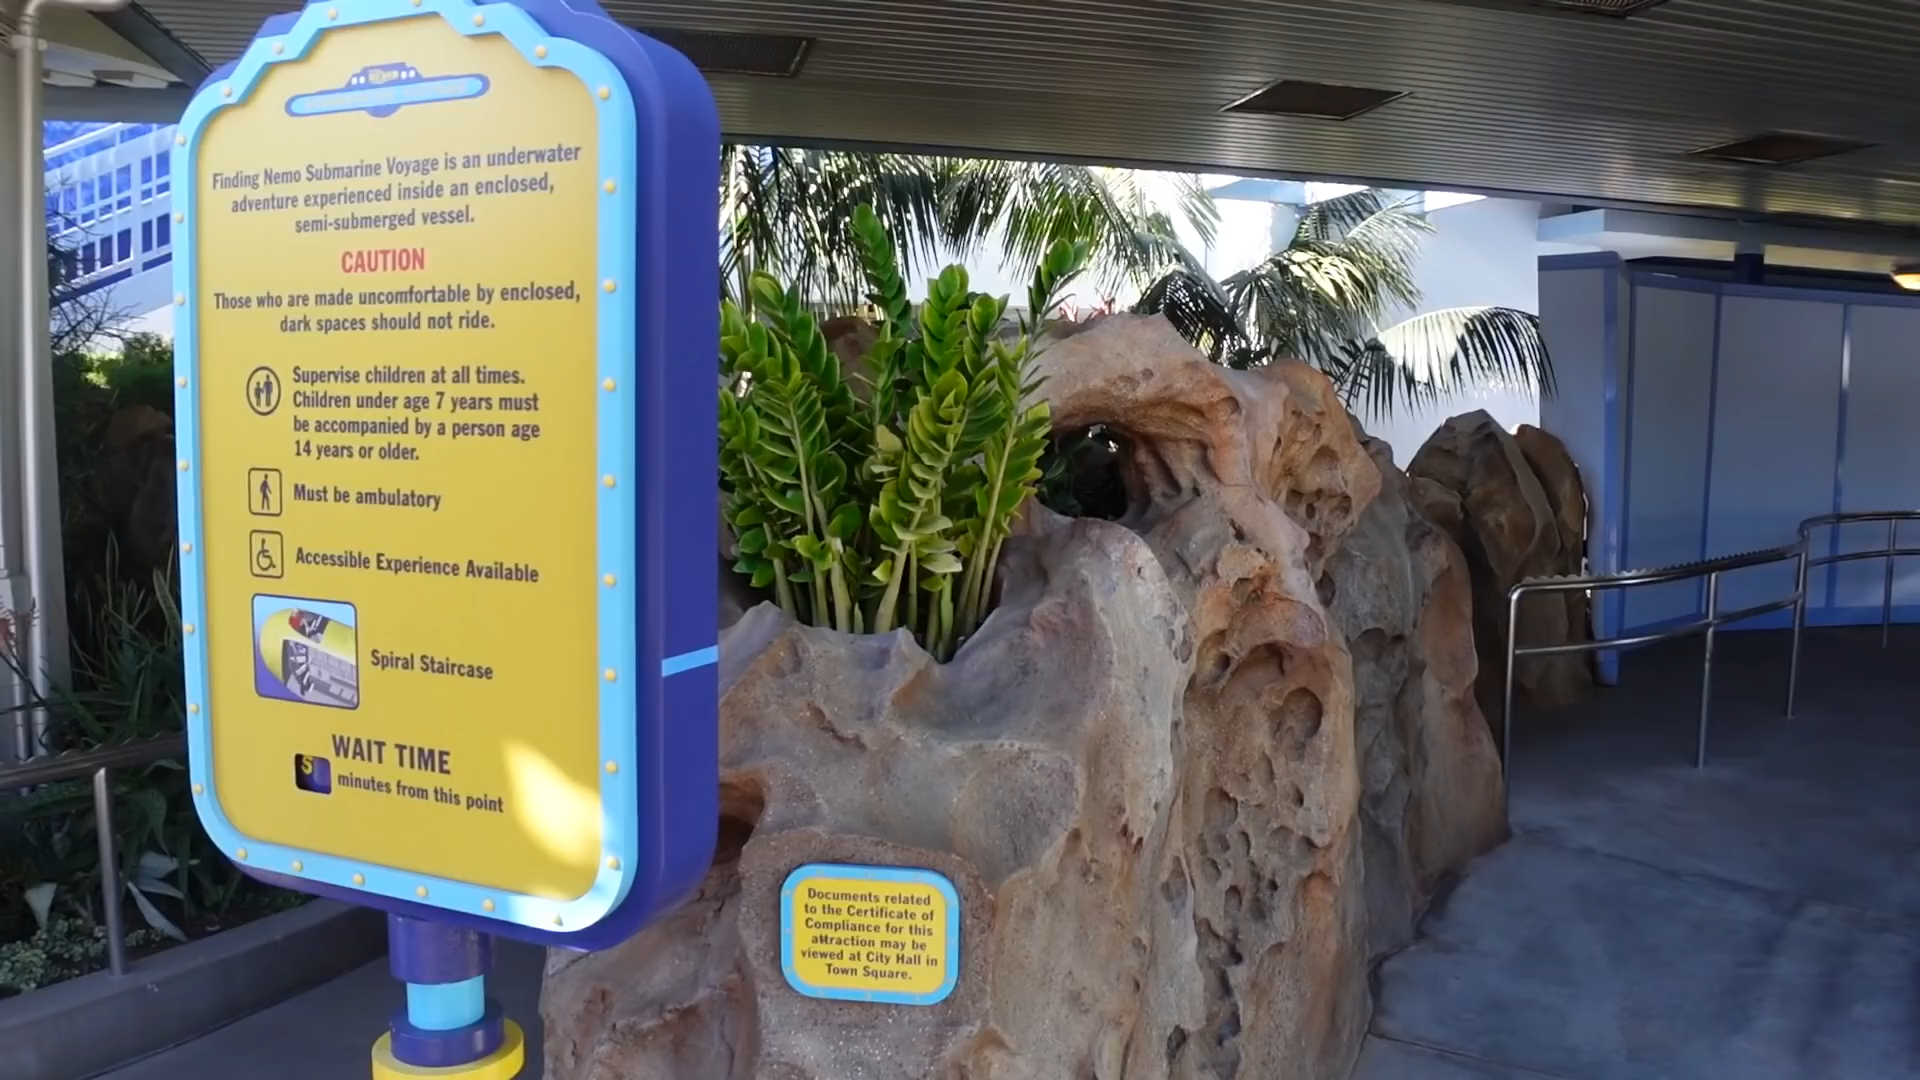 Finding Nemo Submarine Voyage is an underwater
adventure experienced inside an enclosed,
semi-submerged vessel.
CAUTION
Those who are made uncomfortable by enclosed,
dark spaces should not ride.
Supervise children at all times.
Children under age 7 years must
be accompanied by a person age
14 years or older.
Must be ambulatory
Accessible Experience Available
Spiral Staircase
WAIT TIME
5
minutes from this point
Documents related
to the Certificate of
Compliance for this
attraction may be
viewed at City Hall in
Town Square.